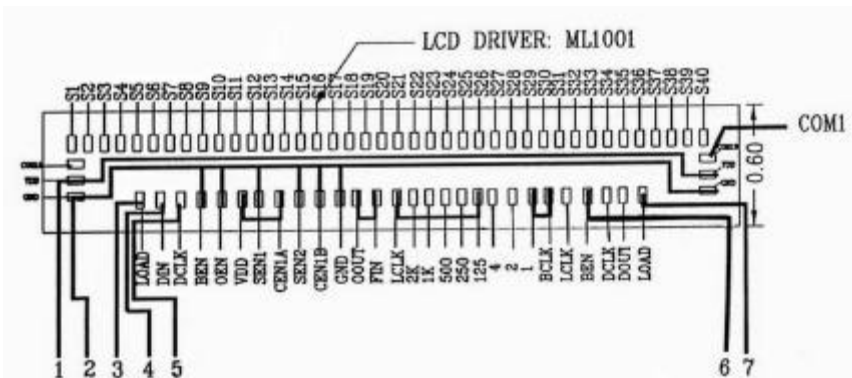 LCD DRIVER: ML1001
S1 S2 S3 S4 S5 S6 S7 S8 S9 S10 S11 S12 S13 S14 S15 S16 S17 S18 S19 S20 S21 S22 S23 S24 S25 S26 S27 S28 S29 S30 S32 S33 S34 S35 S36 S37 S38 S39 S40
COM1
0.60
LOAD DIN DCLK BEN OEN VDD SEN1 CEN1A SEN2 CEN1B GND OOUT FIN LCLK 2K 1K 500 250 125 4 2 1 BCLK LCLK BEN DCLK DOUT LOAD
1 2 3 4 5 6 7